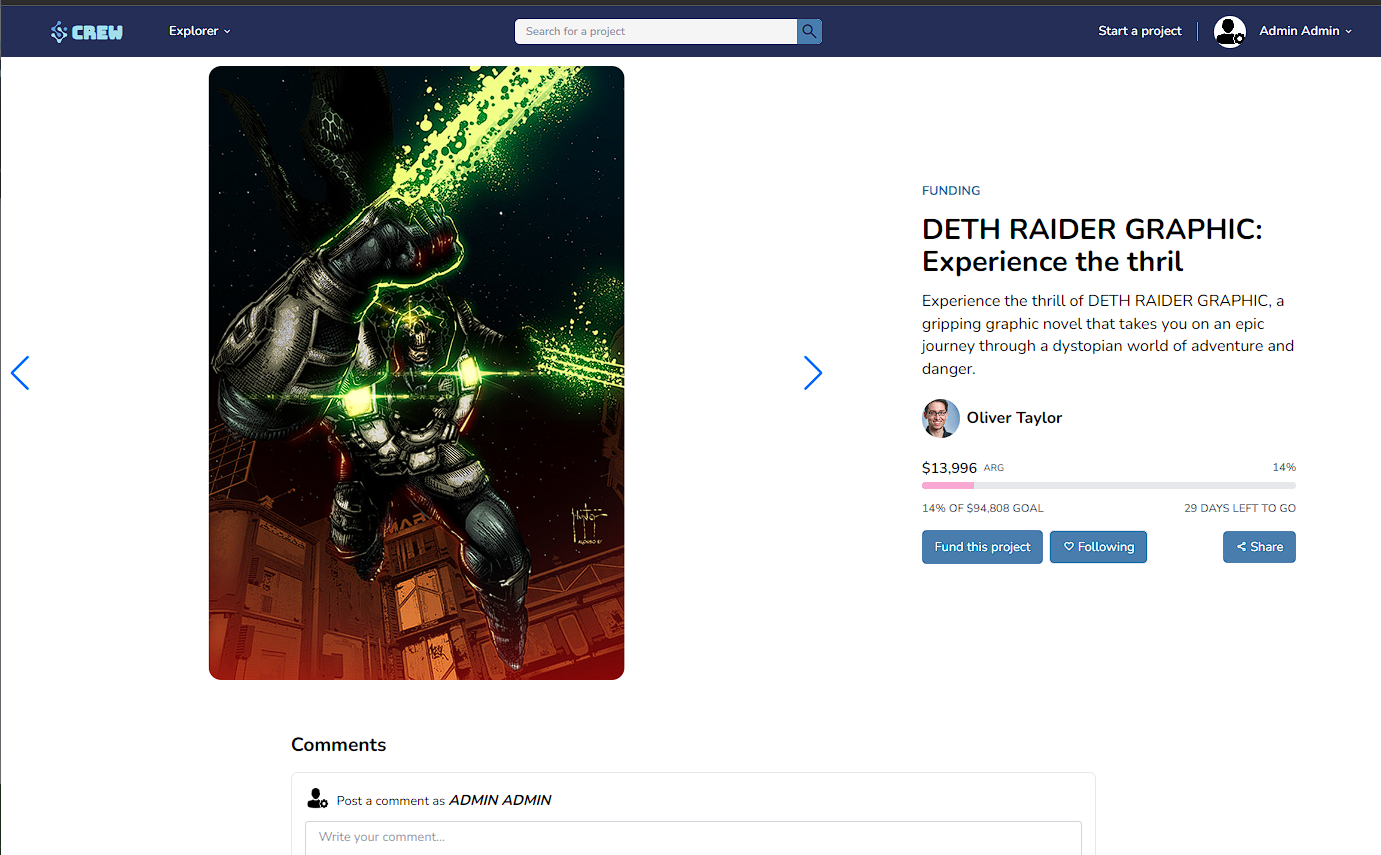 CREW
Explorer
Search for a project
Start a project
Admin Admin
FUNDING
DETH RAIDER GRAPHIC:
Experience the thril
Experience the thrill of DETH RAIDER GRAPHIC, a
gripping graphic novel that takes you on an epic
journey through a dystopian world of adventure and
danger.
Oliver Taylor
$13,996 ARG 14%
14% OF $94,808 GOAL 29 DAYS LEFT TO GO
Fund this project Following Share
Comments
Post a comment as ADMIN ADMIN
Write your comment...